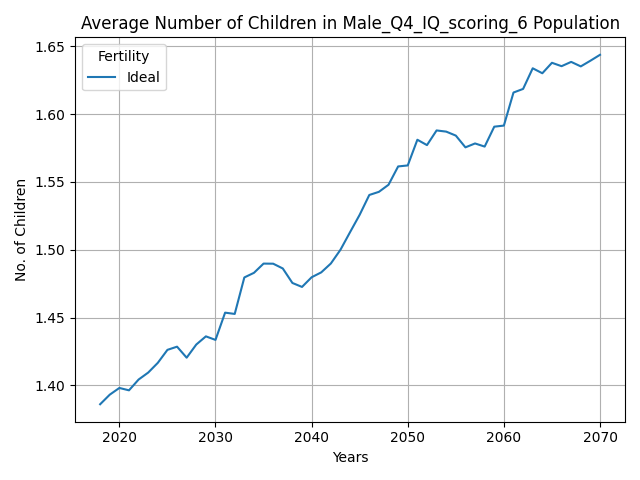 Average Number of Children in Male_Q4_IQ_scoring_6 Population
Fertility
Ideal
No. of Children
1.65
1.60
1.55
1.50
1.45
1.40
2020 2030 2040 2050 2060 2070
Years